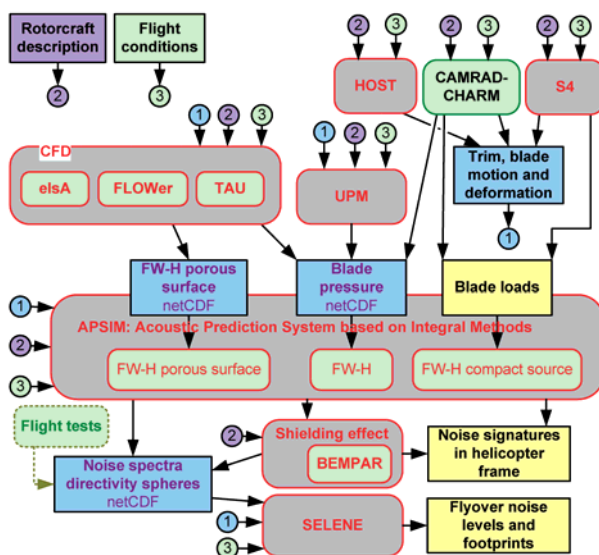 Rotorcraft
description
Flight
conditions
2
3
2
3
2
3
2
3
HOST
CAMRAD-
CHARM
S4
1
2
3
CFD
elsA
FLOWer
TAU
1
2
3
UPM
Trim, blade
motion and
deformation
1
FW-H porous
surface
netCDF
Blade
pressure
netCDF
Blade loads
1
APSIM: Acoustic Prediction System based on Integral Methods
2
FW-H porous surface
FW-H
FW-H compact source
3
Flight tests
2
Shielding effect
BEMPAR
Noise signatures
in helicopter
frame
Noise spectra
directivity spheres
netCDF
1
SELENE
3
Flyover noise
levels and
footprints